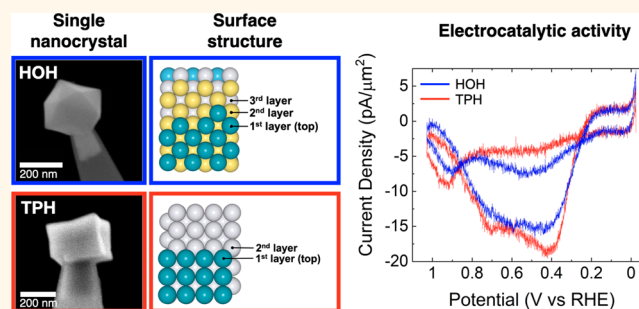 Single
nanocrystal
Surface
structure
Electrocatalytic activity
HOH
200 nm
3rd layer
2nd layer
1st layer (top)
TPH
200 nm
2nd layer
1st layer (top)
Current Density (pA/μm²)
5
0
-5
-10
-15
-20
HOH
TPH
1 0.8 0.6 0.4 0.2 0
Potential (V vs RHE)